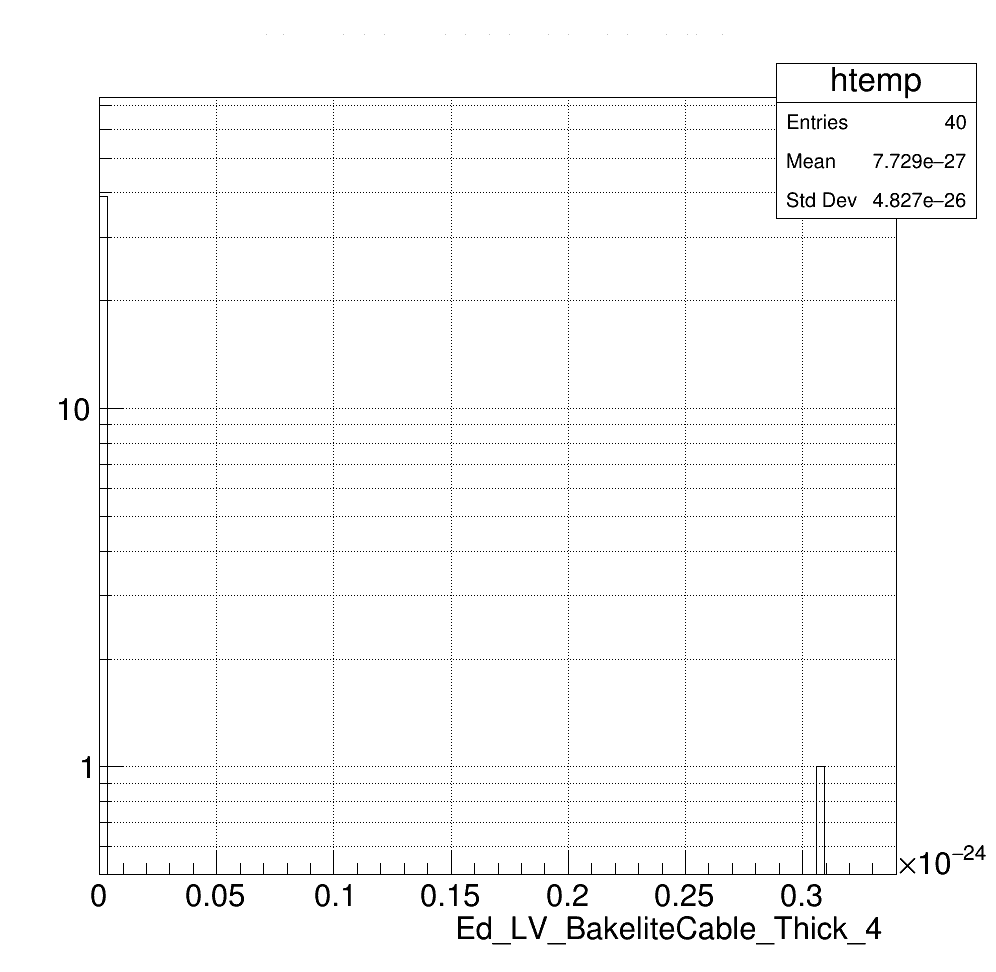 htemp
Entries 40
Mean 7.729e–27
Std Dev 4.827e–26
10
1
0 0.05 0.1 0.15 0.2 0.25 0.3
×10⁻²⁴
Ed_LV_BakeliteCable_Thick_4